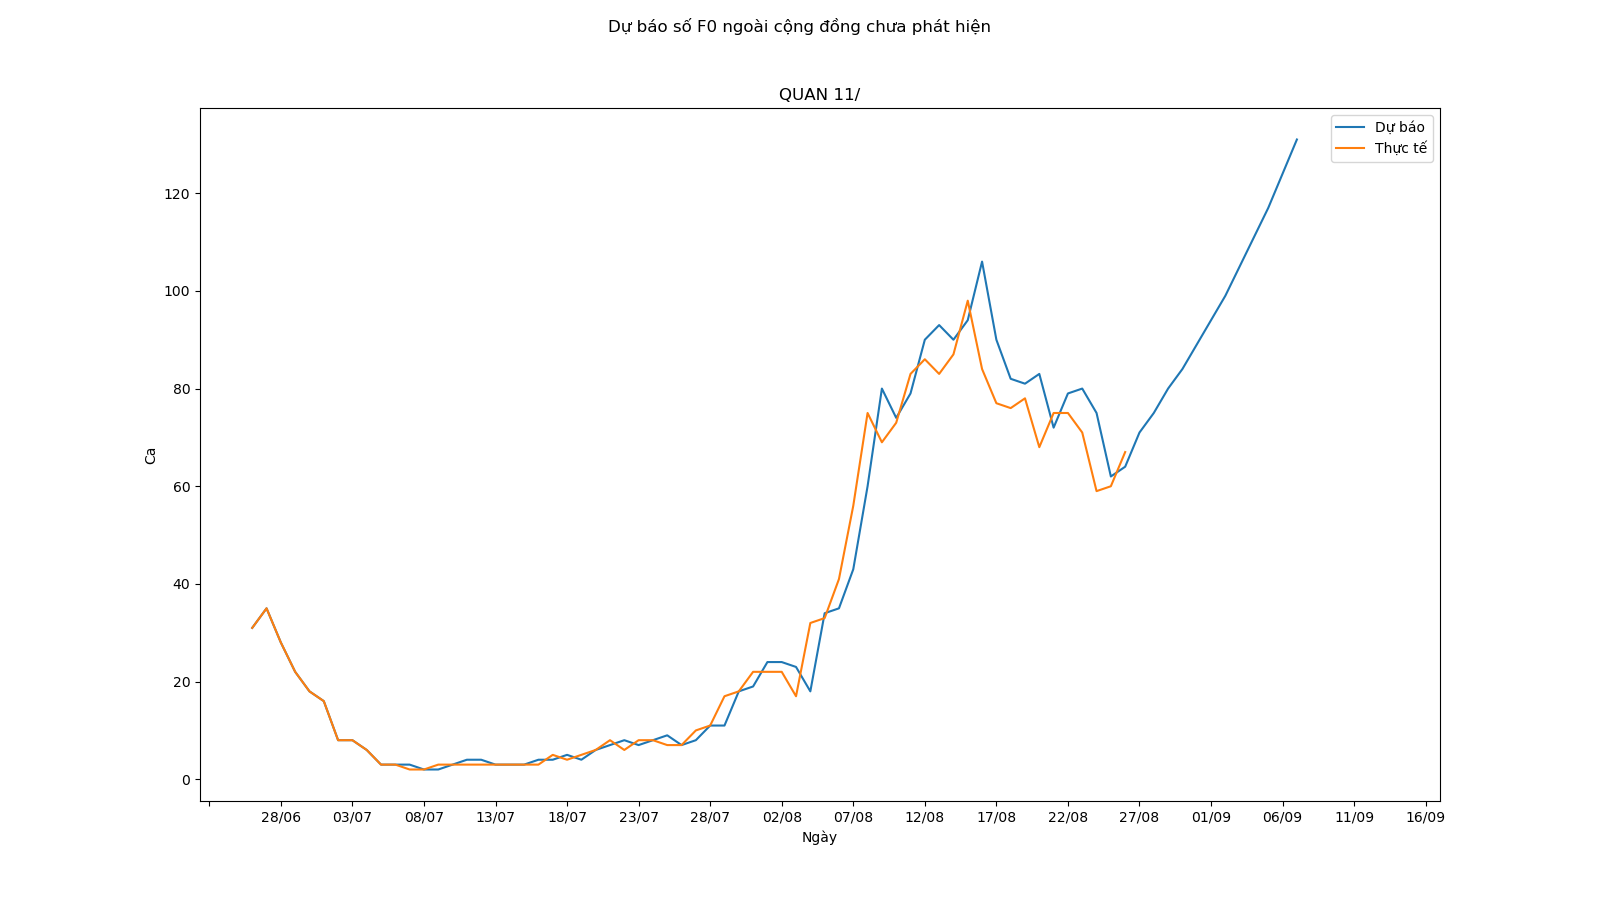 Dự báo số F0 ngoài cộng đồng chưa phát hiện
QUAN 11/
Dự báo
Thực tế
120
100
80
60
40
20
0
Ca
28/06 03/07 08/07 13/07 18/07 23/07 28/07 02/08 07/08 12/08 17/08 22/08 27/08 01/09 06/09 11/09 16/09
Ngày